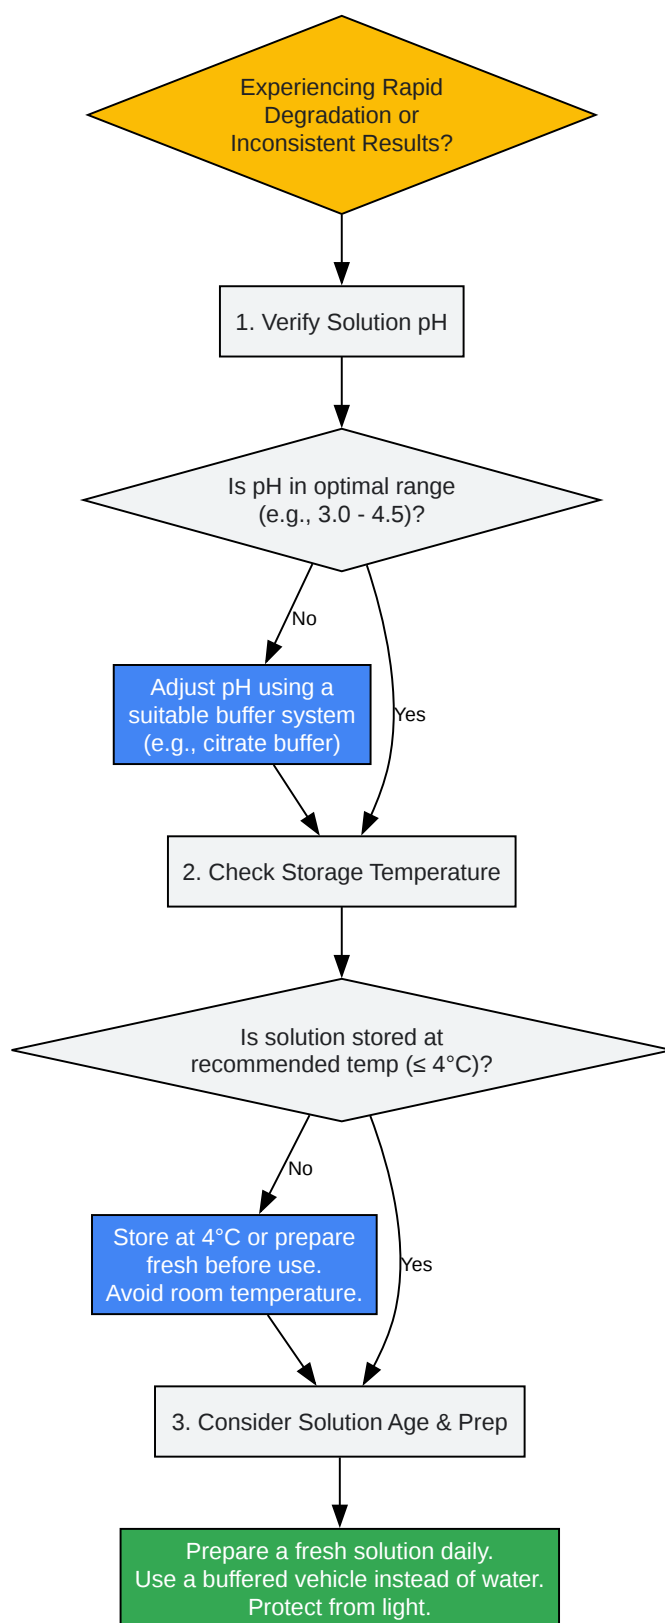 Experiencing Rapid
Degradation or
Inconsistent Results?
1. Verify Solution pH
Is pH in optimal range
(e.g., 3.0 - 4.5)?
No
Adjust pH using a
suitable buffer system
(e.g., citrate buffer)
Yes
2. Check Storage Temperature
Is solution stored at
recommended temp (≤ 4°C)?
No
Store at 4°C or prepare
fresh before use.
Avoid room temperature.
Yes
3. Consider Solution Age & Prep
Prepare a fresh solution daily.
Use a buffered vehicle instead of water.
Protect from light.